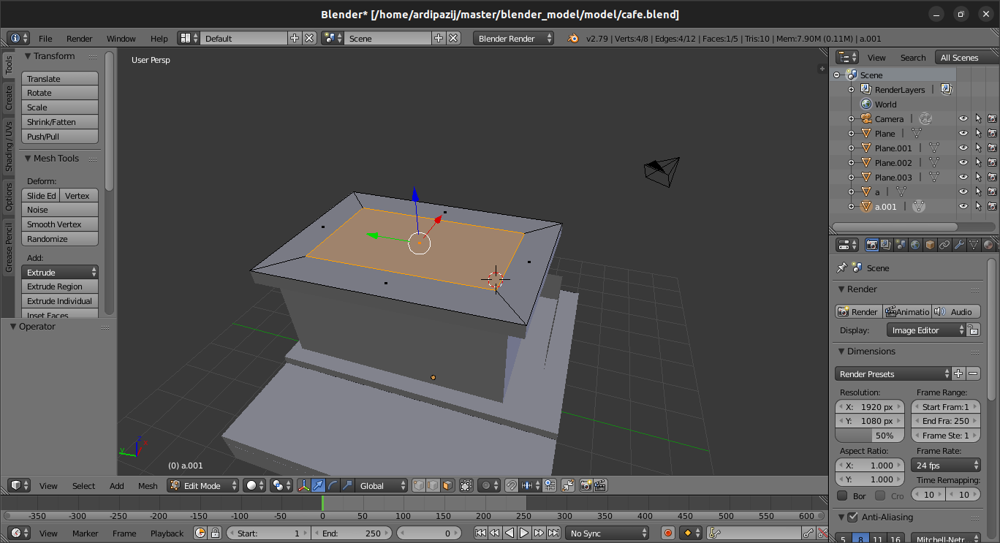 Blender* [/home/ardipazij/master/blender_model/model/cafe.blend]
File Render Window Help Default Scene Blender Render v2.79 | Verts:4/8 | Edges:4/12 | Faces:1/5 | Tris:10 | Mem:7.90M (0.11M) | a.001
Tools
Create
Shading / UVs
Options
Grease Pencil
Transform
Translate
Rotate
Scale
Shrink/Fatten
Push/Pull
Mesh Tools
Deform:
Slide Ed Vertex
Noise
Smooth Vertex
Randomize
Add:
Extrude
Extrude Region
Extrude Individual
Inset Faces
Operator
User Persp
z
x
y
(0) a.001
View Select Add Mesh Edit Mode Global
-350 -300 -250 -200 -150 -100 -50 0 50 100 150 200 250 300 350 400 450 500 550 600
View Marker Frame Playback Start: 1 End: 250 0 No Sync
View Search All Scenes
Scene
RenderLayers |
World
Camera |
Plane |
Plane.001 |
Plane.002 |
Plane.003 |
a |
a.001 |
Scene
Render
Render Animatio Audio
Display: Image Editor
Dimensions
Render Presets
Resolution: Frame Range:
X: 1920 px Start Fram:1
Y: 1080 px End Fra: 250
50% Frame Ste: 1
Aspect Ratio: Frame Rate:
X: 1.000 24 fps
Y: 1.000 Time Remapping:
Bor Cro 10 10
Anti-Aliasing
5 8 11 16 Mitchell-Netr...